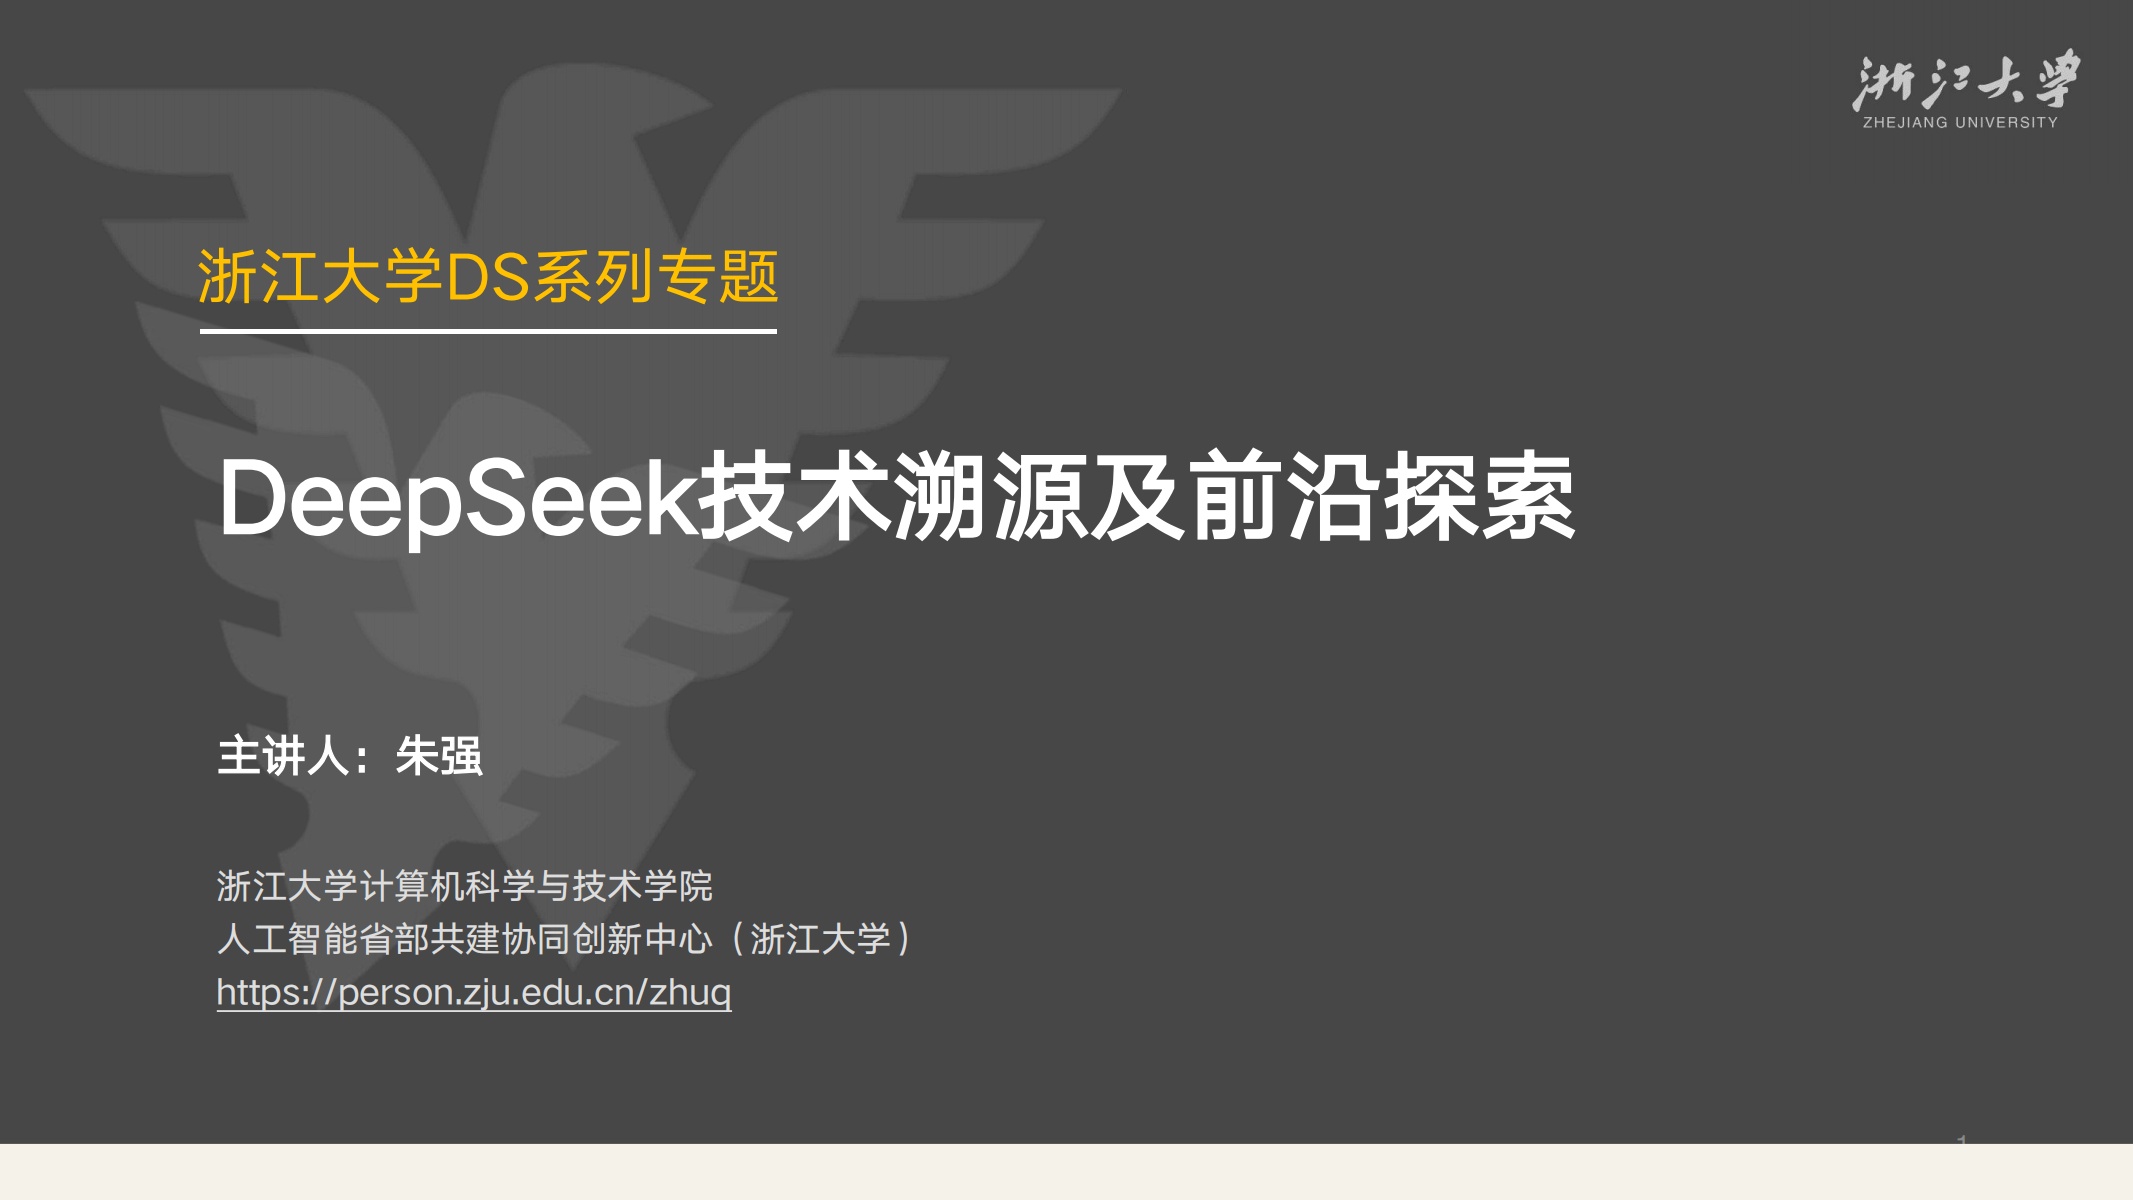 浙江大学
ZHEJIANG UNIVERSITY
浙江大学DS系列专题
DeepSeek技术溯源及前沿探索
主讲人：朱强
浙江大学计算机科学与技术学院
人工智能省部共建协同创新中心（浙江大学）
https://person.zju.edu.cn/zhuq
1